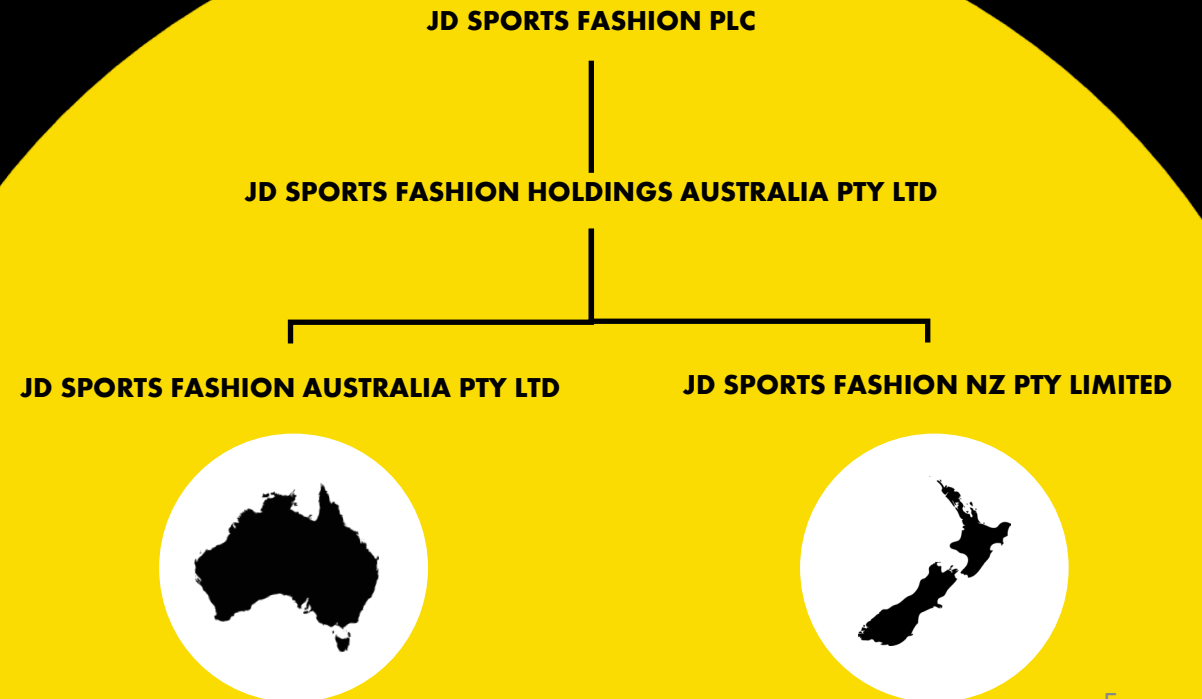 JD SPORTS FASHION PLC
JD SPORTS FASHION HOLDINGS AUSTRALIA PTY LTD
JD SPORTS FASHION AUSTRALIA PTY LTD
JD SPORTS FASHION NZ PTY LIMITED